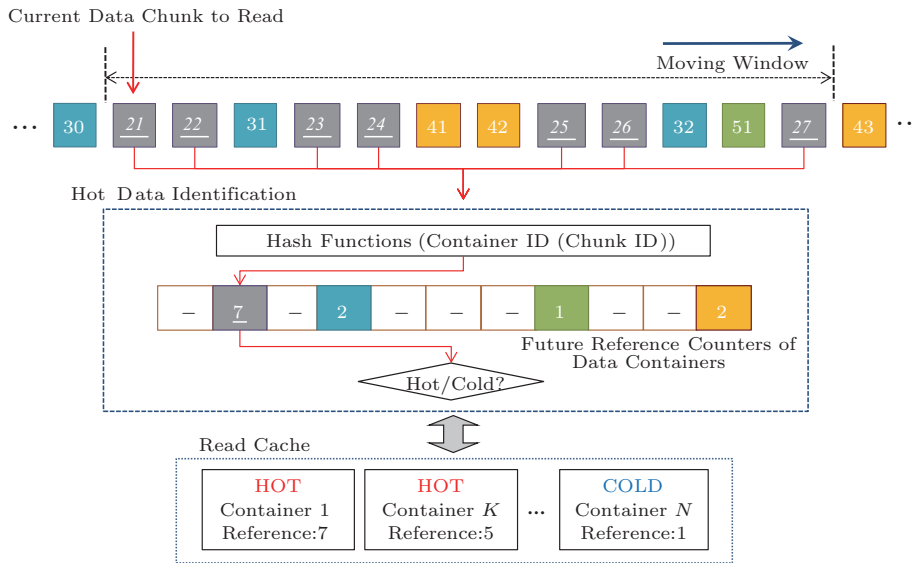 Current Data Chunk to Read
Moving Window
... 30 21 22 31 23 24 41 42 25 26 32 51 27 43 ..
Hot Data Identification
Hash Functions (Container ID (Chunk ID))
– 7 – 2 – – – 1 – – 2
Future Reference Counters of
Data Containers
Hot/Cold?
Read Cache
HOT HOT COLD
Container 1 Container K ... Container N
Reference:7 Reference:5 Reference:1